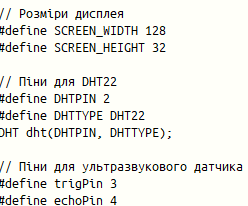 // Розміри дисплея
#define SCREEN_WIDTH 128
#define SCREEN_HEIGHT 32
// Піни для DHT22
#define DHTPIN 2
#define DHTTYPE DHT22
DHT dht(DHTPIN, DHTTYPE);
// Піни для ультразвукового датчика
#define trigPin 3
#define echoPin 4